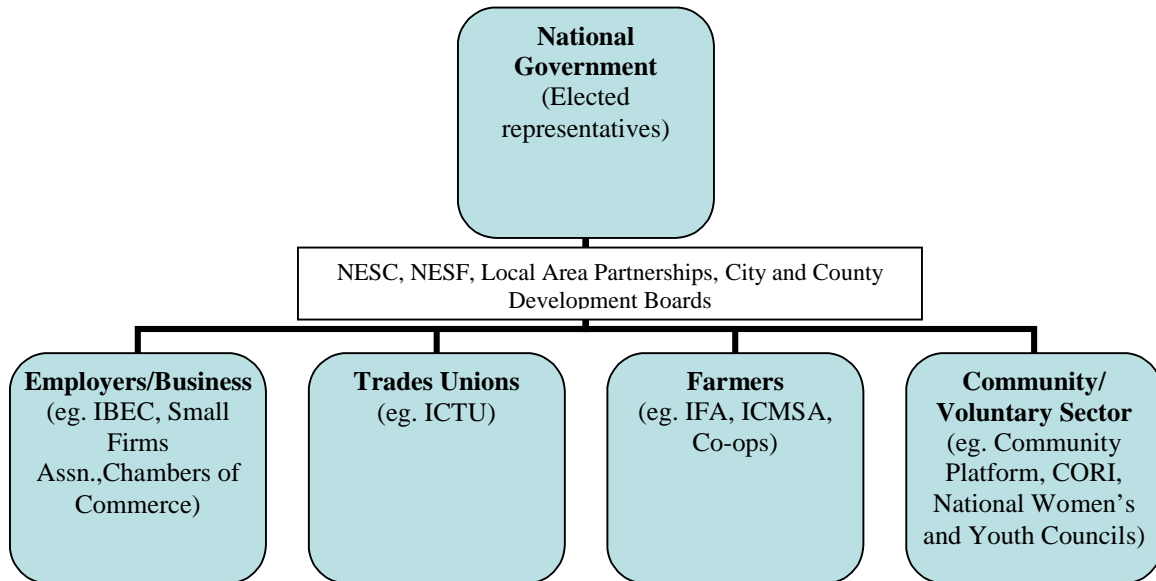 National
Government
(Elected
representatives)
NESC, NESF, Local Area Partnerships, City and County
Development Boards
Employers/Business
(eg. IBEC, Small
Firms
Assn.,Chambers of
Commerce)
Trades Unions
(eg. ICTU)
Farmers
(eg. IFA, ICMSA,
Co-ops)
Community/
Voluntary Sector
(eg. Community
Platform, CORI,
National Women’s
and Youth Councils)